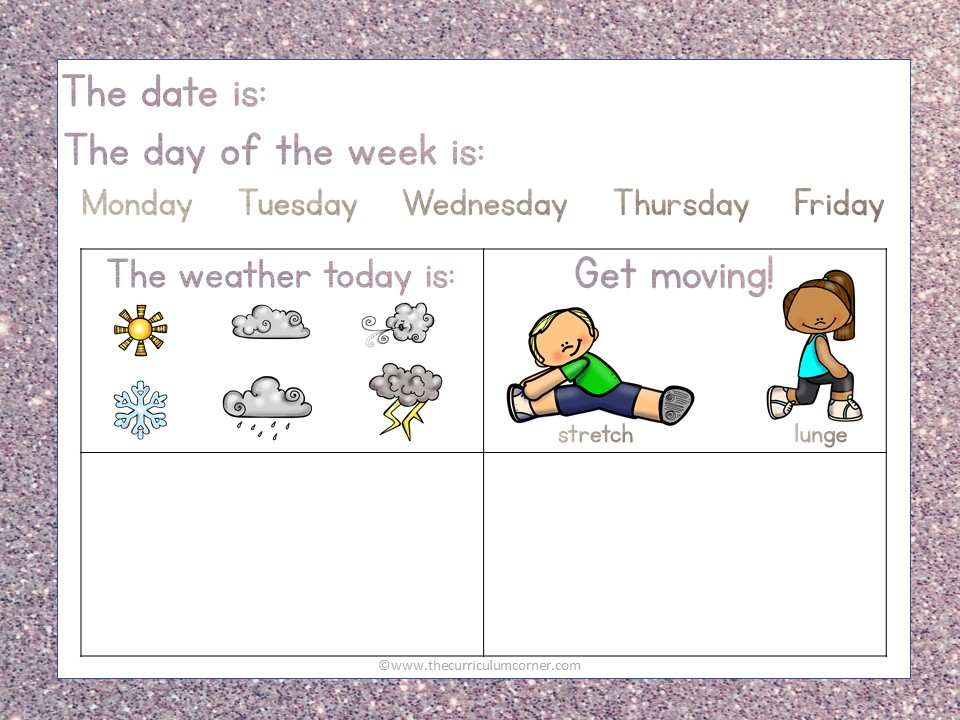 The date is:
The day of the week is:
Monday Tuesday Wednesday Thursday Friday
The weather today is:
Get moving!
stretch lunge
©www.thecurriculumcorner.com